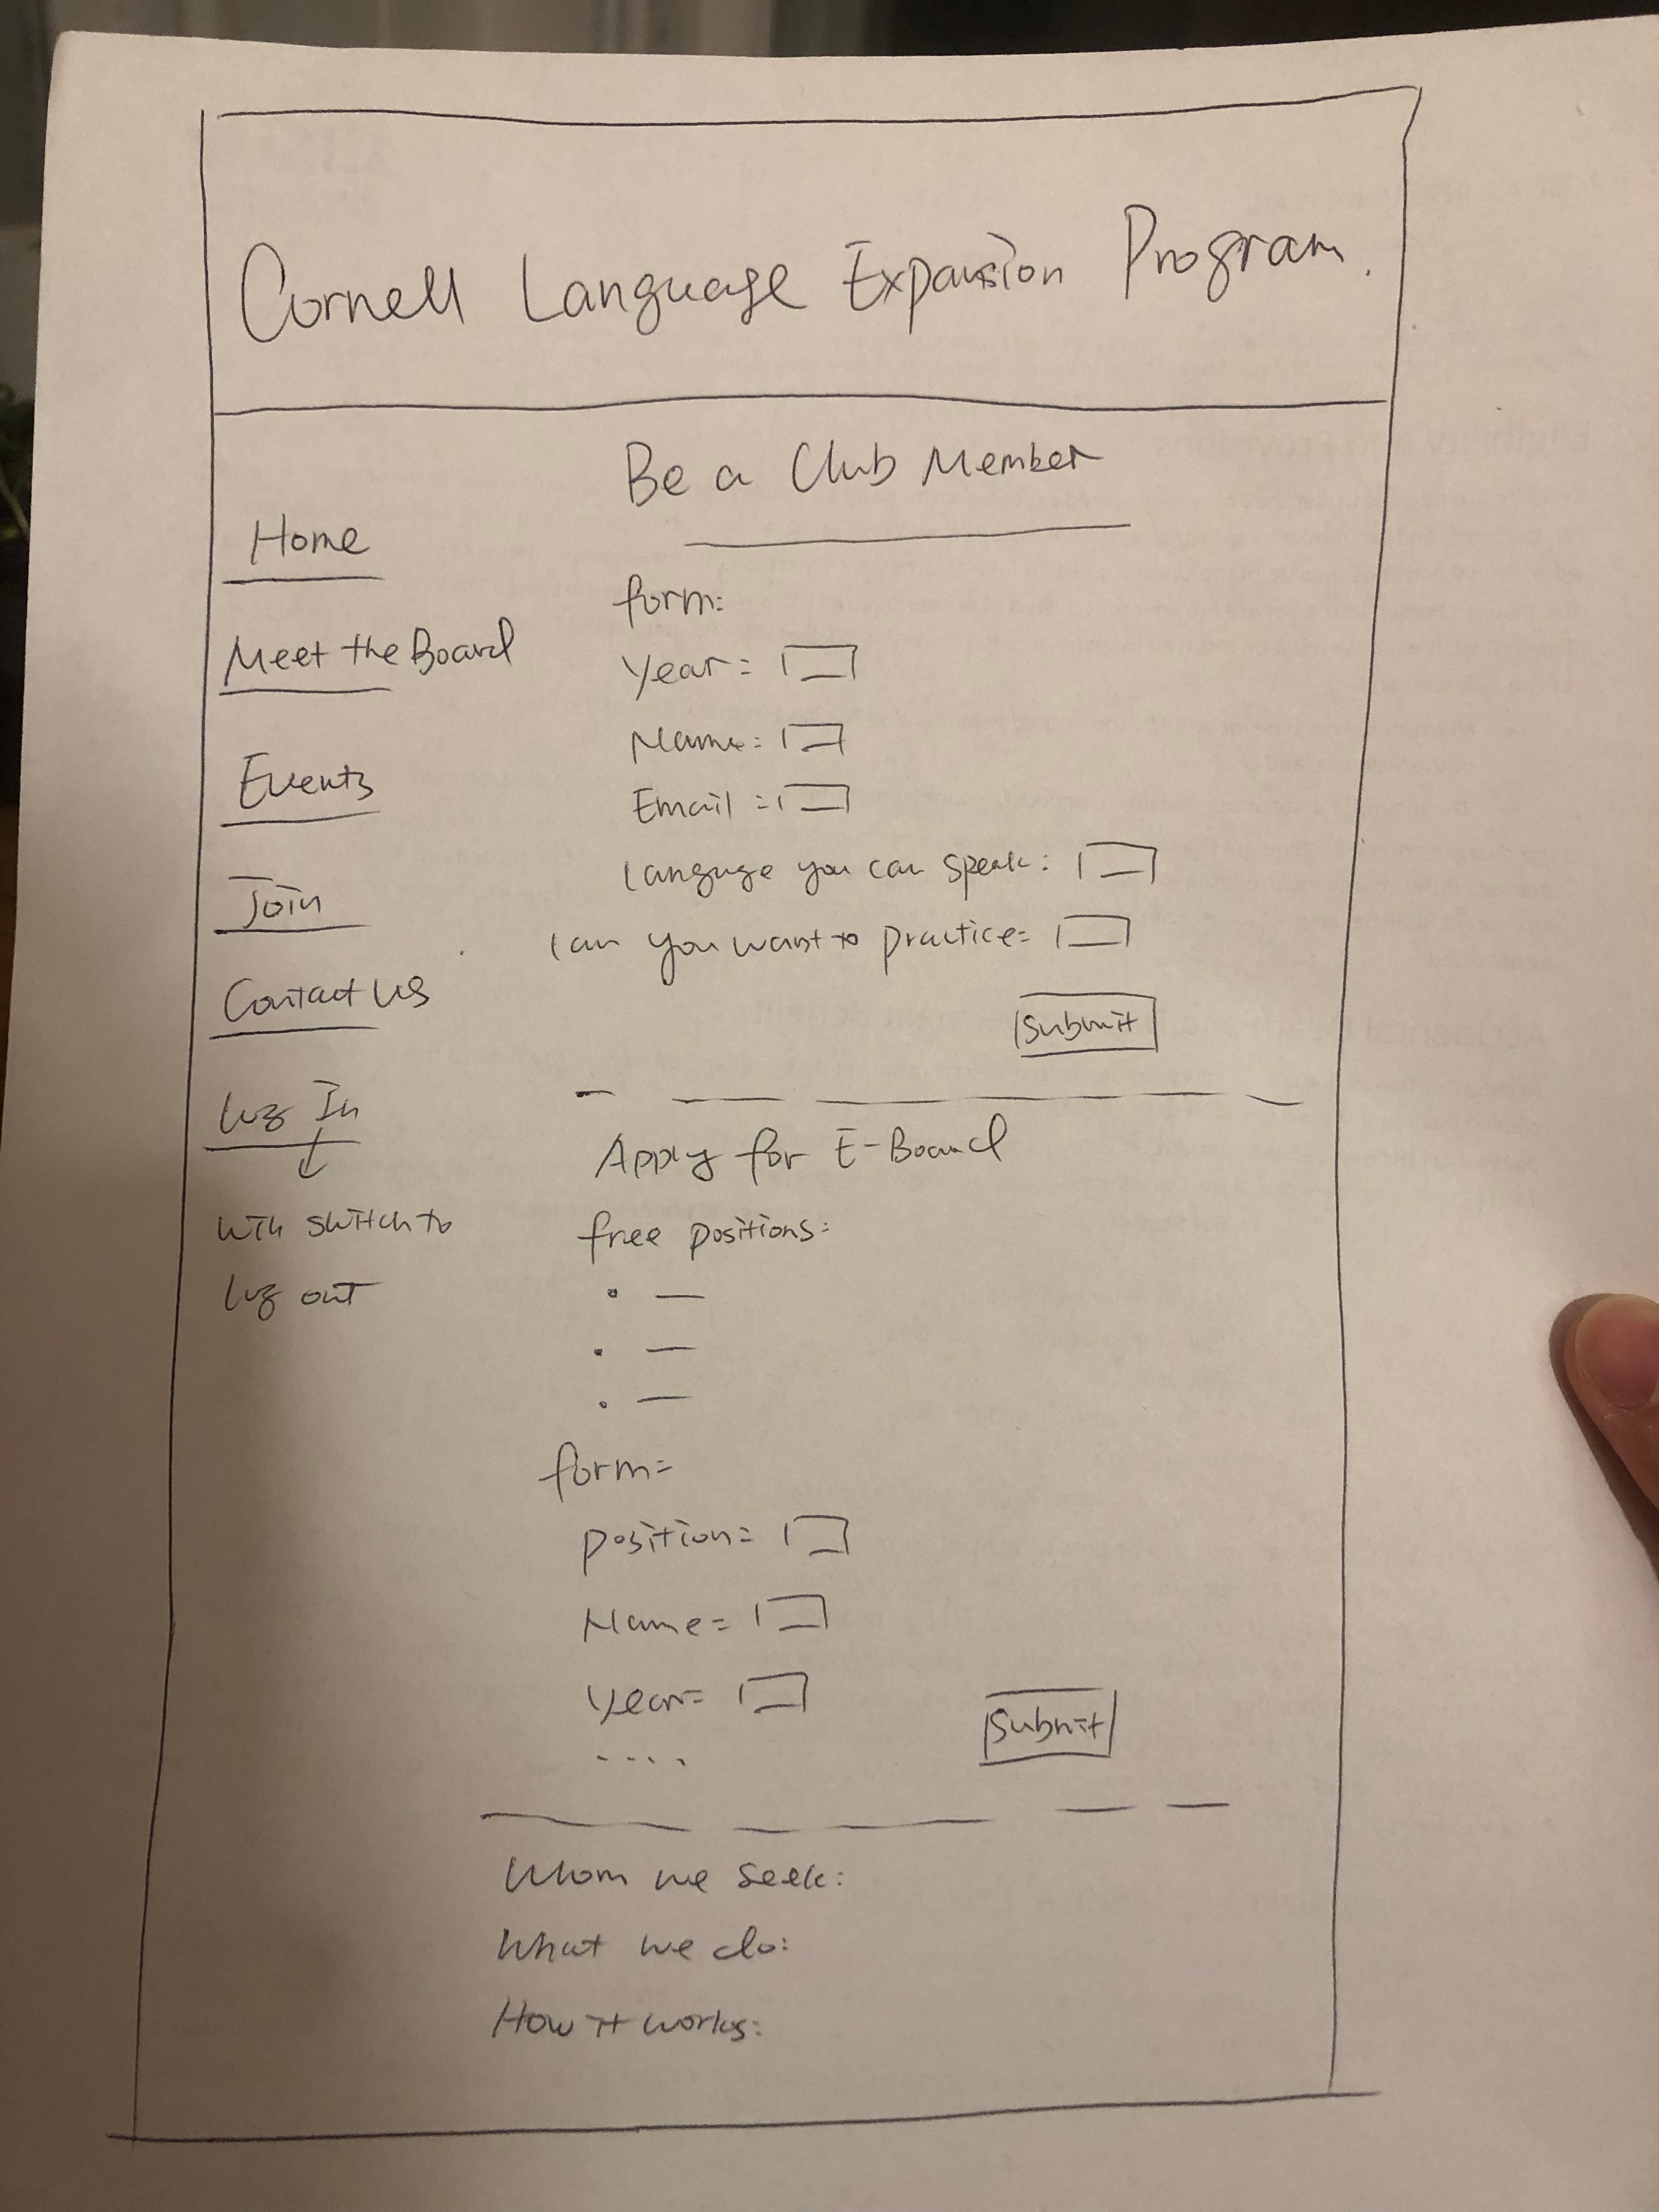 Cornell Language Expansion Program.
Home
Meet the Board
Events
Join
Contact Us
Log In
will switch to
log out
Be a Club Member
form:
Year:
Name:
Email:
language you can speak:
lan you want to practice:
Submit
Apply for E-Board
free positions:
form:
position:
Name:
Year:
....
Submit
Whom we seek:
What we do:
How it works: